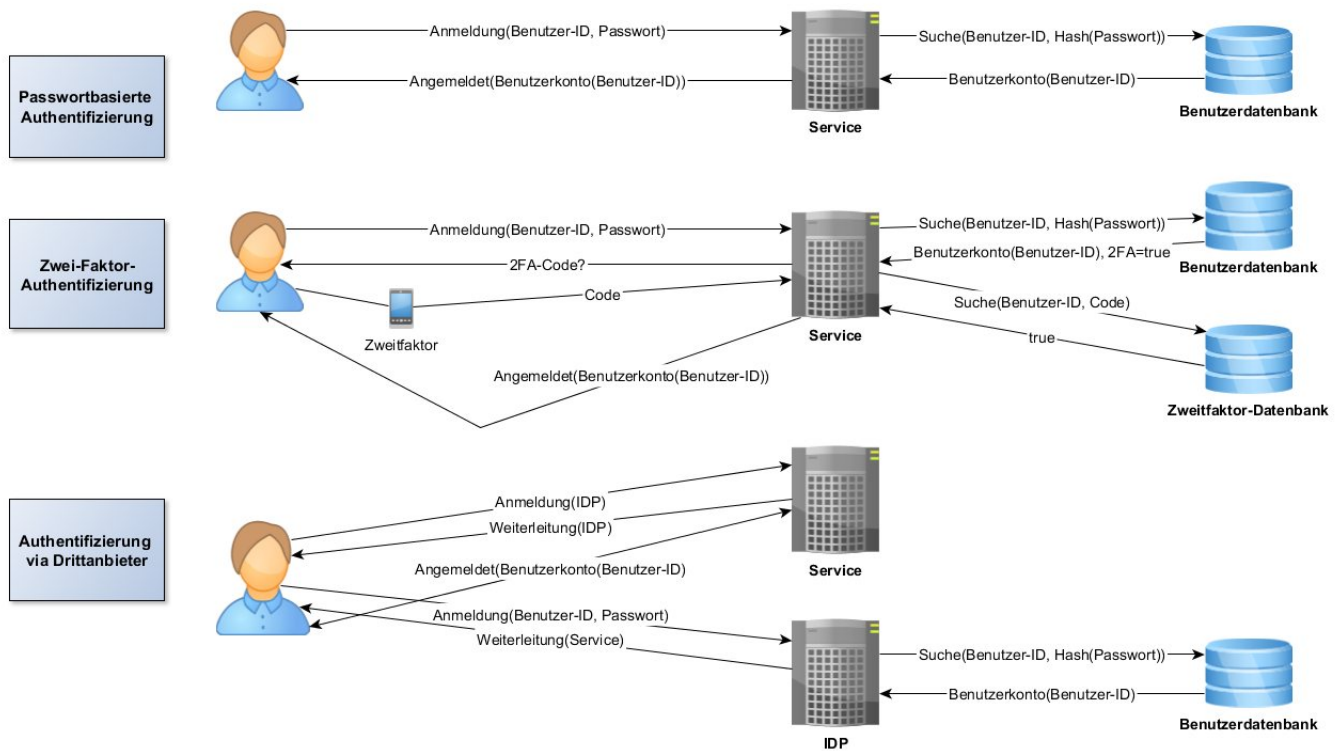 Passwortbasierte
Authentifizierung
Anmeldung(Benutzer-ID, Passwort)
Angemeldet(Benutzerkonto(Benutzer-ID))
Service
Suche(Benutzer-ID, Hash(Passwort))
Benutzerkonto(Benutzer-ID)
Benutzerdatenbank
Zwei-Faktor-
Authentifizierung
Anmeldung(Benutzer-ID, Passwort)
2FA-Code?
Code
Zweitfaktor
Angemeldet(Benutzerkonto(Benutzer-ID))
Service
Suche(Benutzer-ID, Hash(Passwort))
Benutzerkonto(Benutzer-ID), 2FA=true
Benutzerdatenbank
Suche(Benutzer-ID, Code)
true
Zweitfaktor-Datenbank
Authentifizierung
via Drittanbieter
Anmeldung(IDP)
Weiterleitung(IDP)
Angemeldet(Benutzerkonto(Benutzer-ID)
Service
Anmeldung(Benutzer-ID, Passwort)
Weiterleitung(Service)
IDP
Suche(Benutzer-ID, Hash(Passwort))
Benutzerkonto(Benutzer-ID)
Benutzerdatenbank